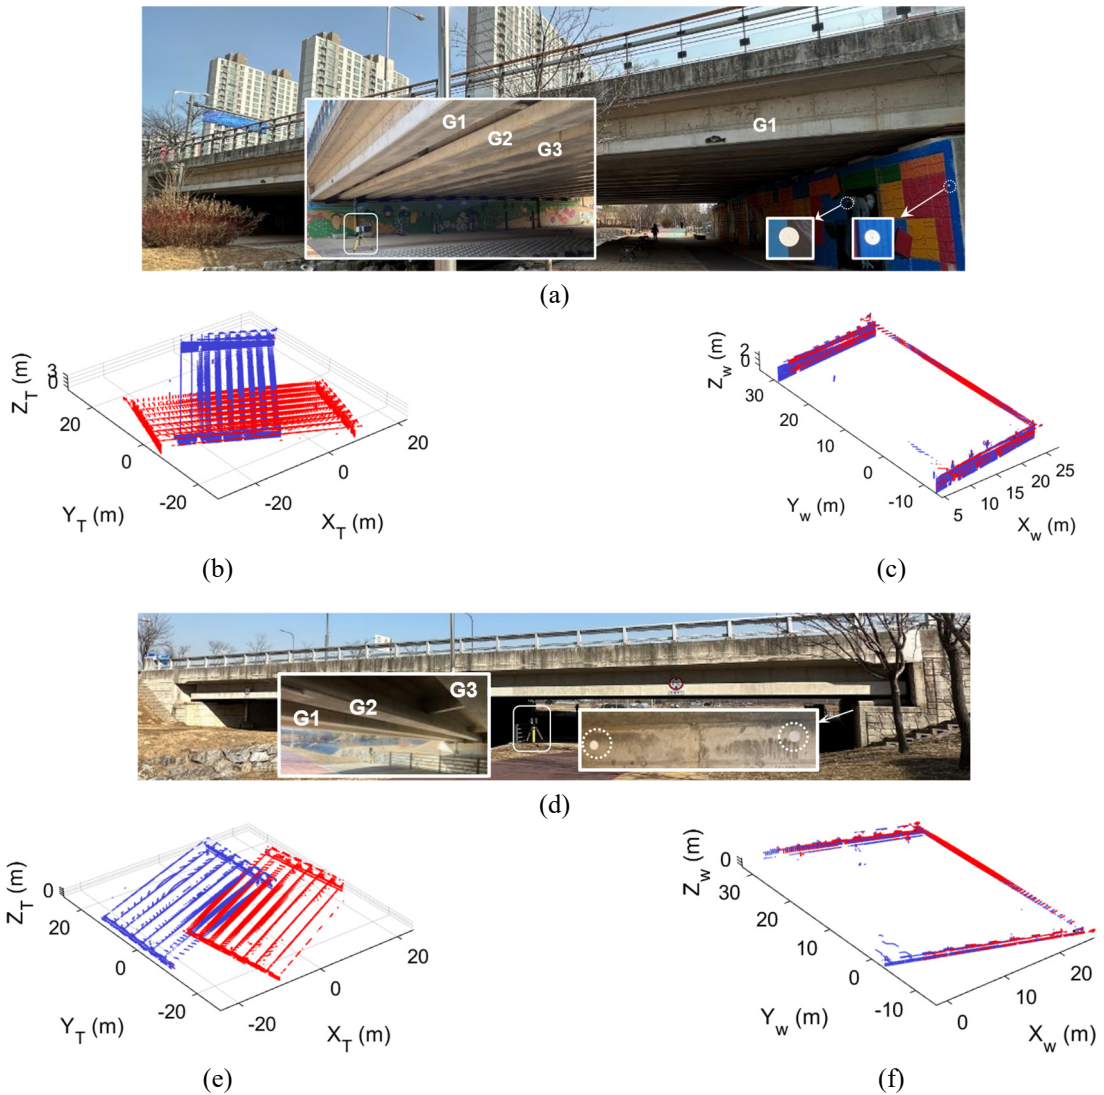 G1
G2
G3
G1
(a)
Z_T (m)
3
0
20
0
-20
Y_T (m)
-20
0
20
X_T (m)
(b)
Z_w (m)
2
0
30
20
10
0
-10
Y_w (m)
5
10
15
20
25
X_w (m)
(c)
G1
G2
G3
(d)
Z_T (m)
0
20
0
-20
Y_T (m)
-20
0
20
X_T (m)
(e)
Z_w (m)
0
30
20
10
0
-10
Y_w (m)
0
10
20
X_w (m)
(f)